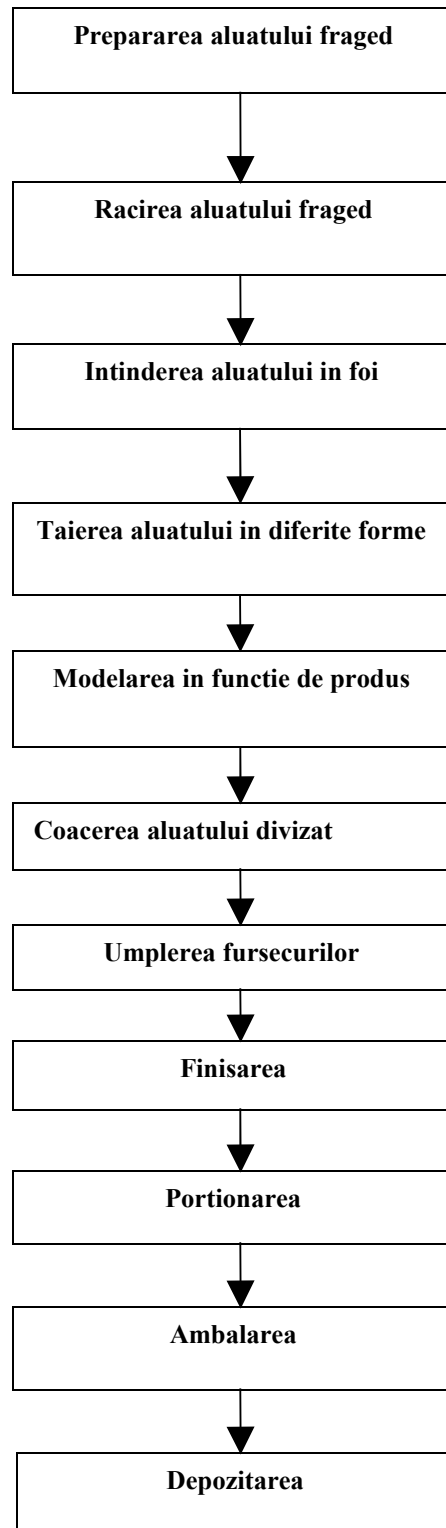 Prepararea aluatului fraged
Racirea aluatului fraged
Intinderea aluatului in foi
Taierea aluatului in diferite forme
Modelarea in functie de produs
Coacerea aluatului divizat
Umplerea fursecurilor
Finisarea
Portionarea
Ambalarea
Depozitarea